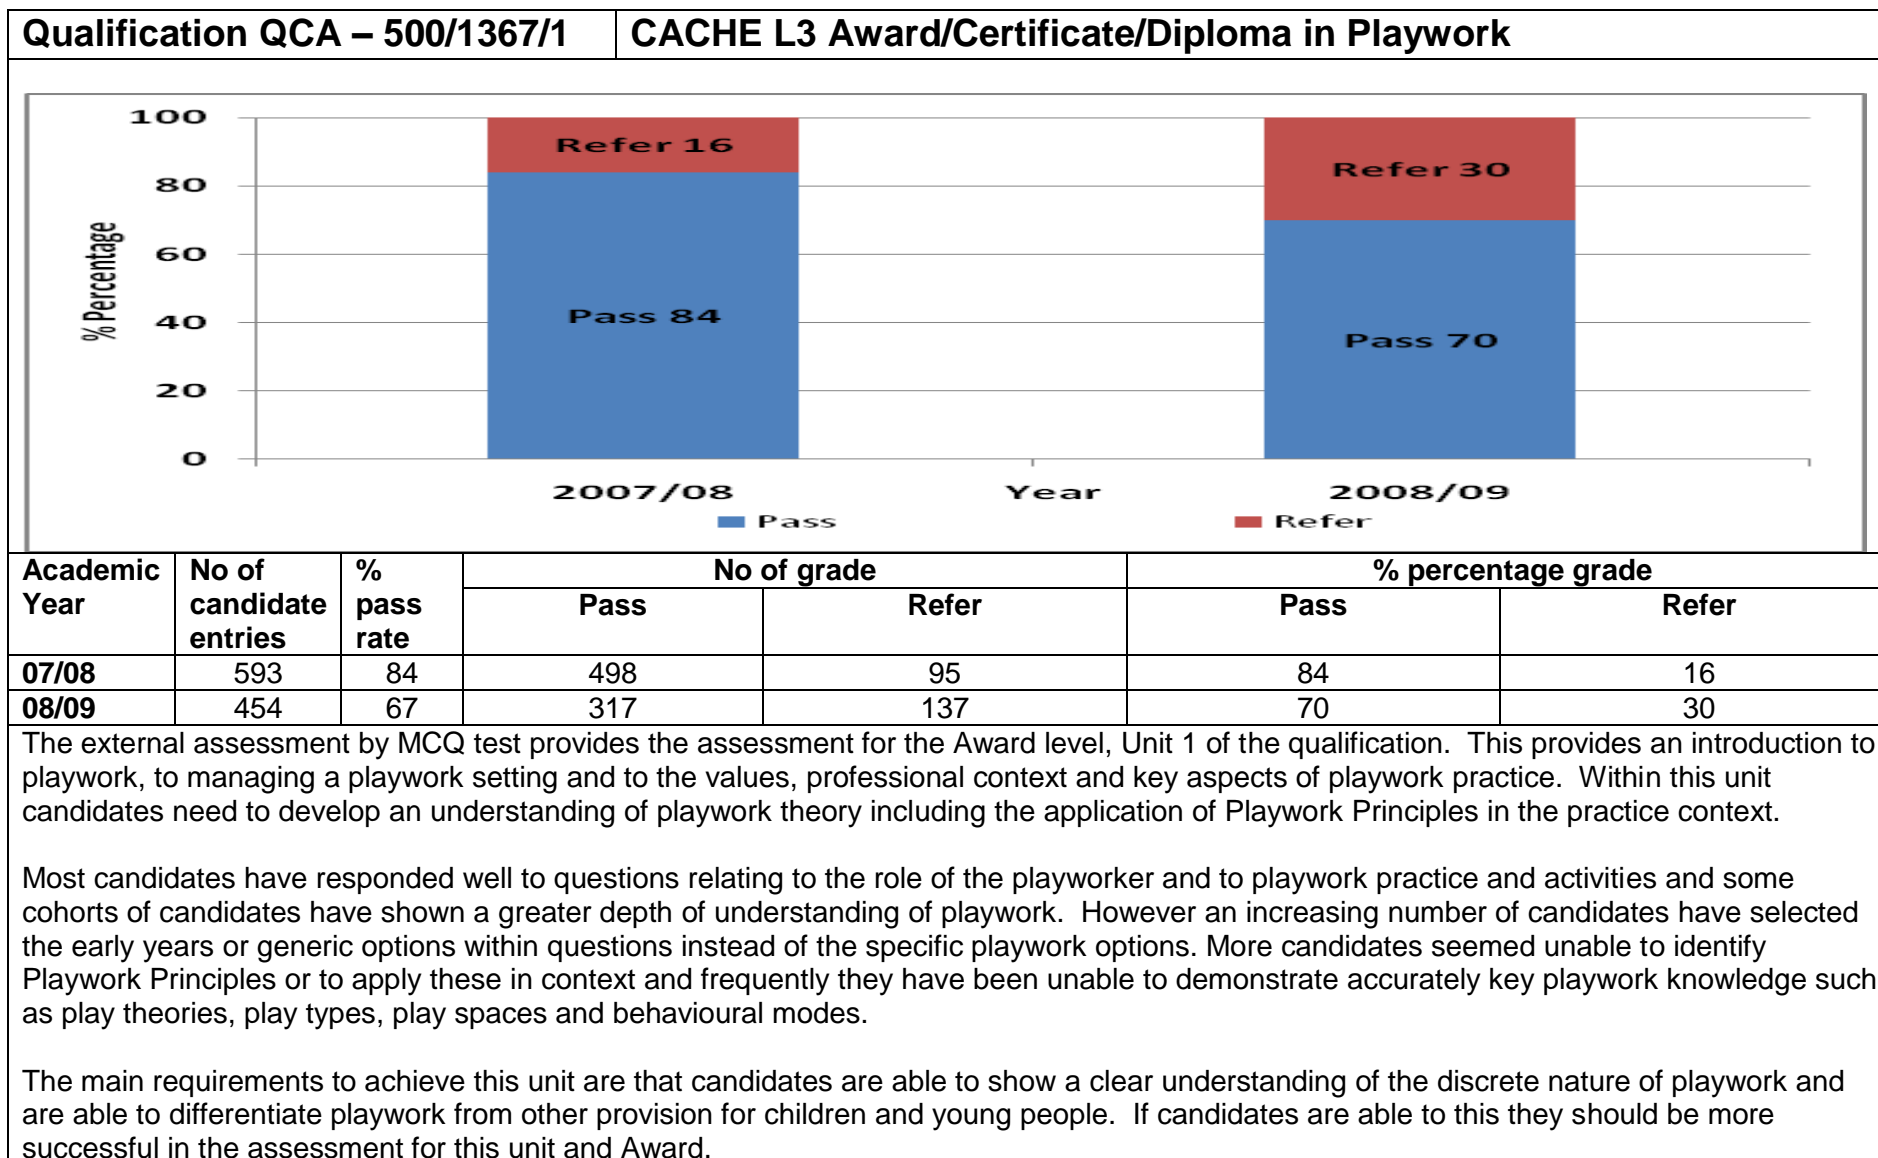 Qualification QCA – 500/1367/1 CACHE L3 Award/Certificate/Diploma in Playwork
100
80
60
40
20
0
% Percentage
Refer 16
Pass 84
Refer 30
Pass 70
2007/08 Year 2008/09
Pass Refer
Academic Year No of candidate entries % pass rate No of grade % percentage grade
Pass Refer Pass Refer
07/08 593 84 498 95 84 16
08/09 454 67 317 137 70 30
The external assessment by MCQ test provides the assessment for the Award level, Unit 1 of the qualification. This provides an introduction to
playwork, to managing a playwork setting and to the values, professional context and key aspects of playwork practice. Within this unit
candidates need to develop an understanding of playwork theory including the application of Playwork Principles in the practice context.
Most candidates have responded well to questions relating to the role of the playworker and to playwork practice and activities and some
cohorts of candidates have shown a greater depth of understanding of playwork. However an increasing number of candidates have selected
the early years or generic options within questions instead of the specific playwork options. More candidates seemed unable to identify
Playwork Principles or to apply these in context and frequently they have been unable to demonstrate accurately key playwork knowledge such
as play theories, play types, play spaces and behavioural modes.
The main requirements to achieve this unit are that candidates are able to show a clear understanding of the discrete nature of playwork and
are able to differentiate playwork from other provision for children and young people. If candidates are able to this they should be more
successful in the assessment for this unit and Award.